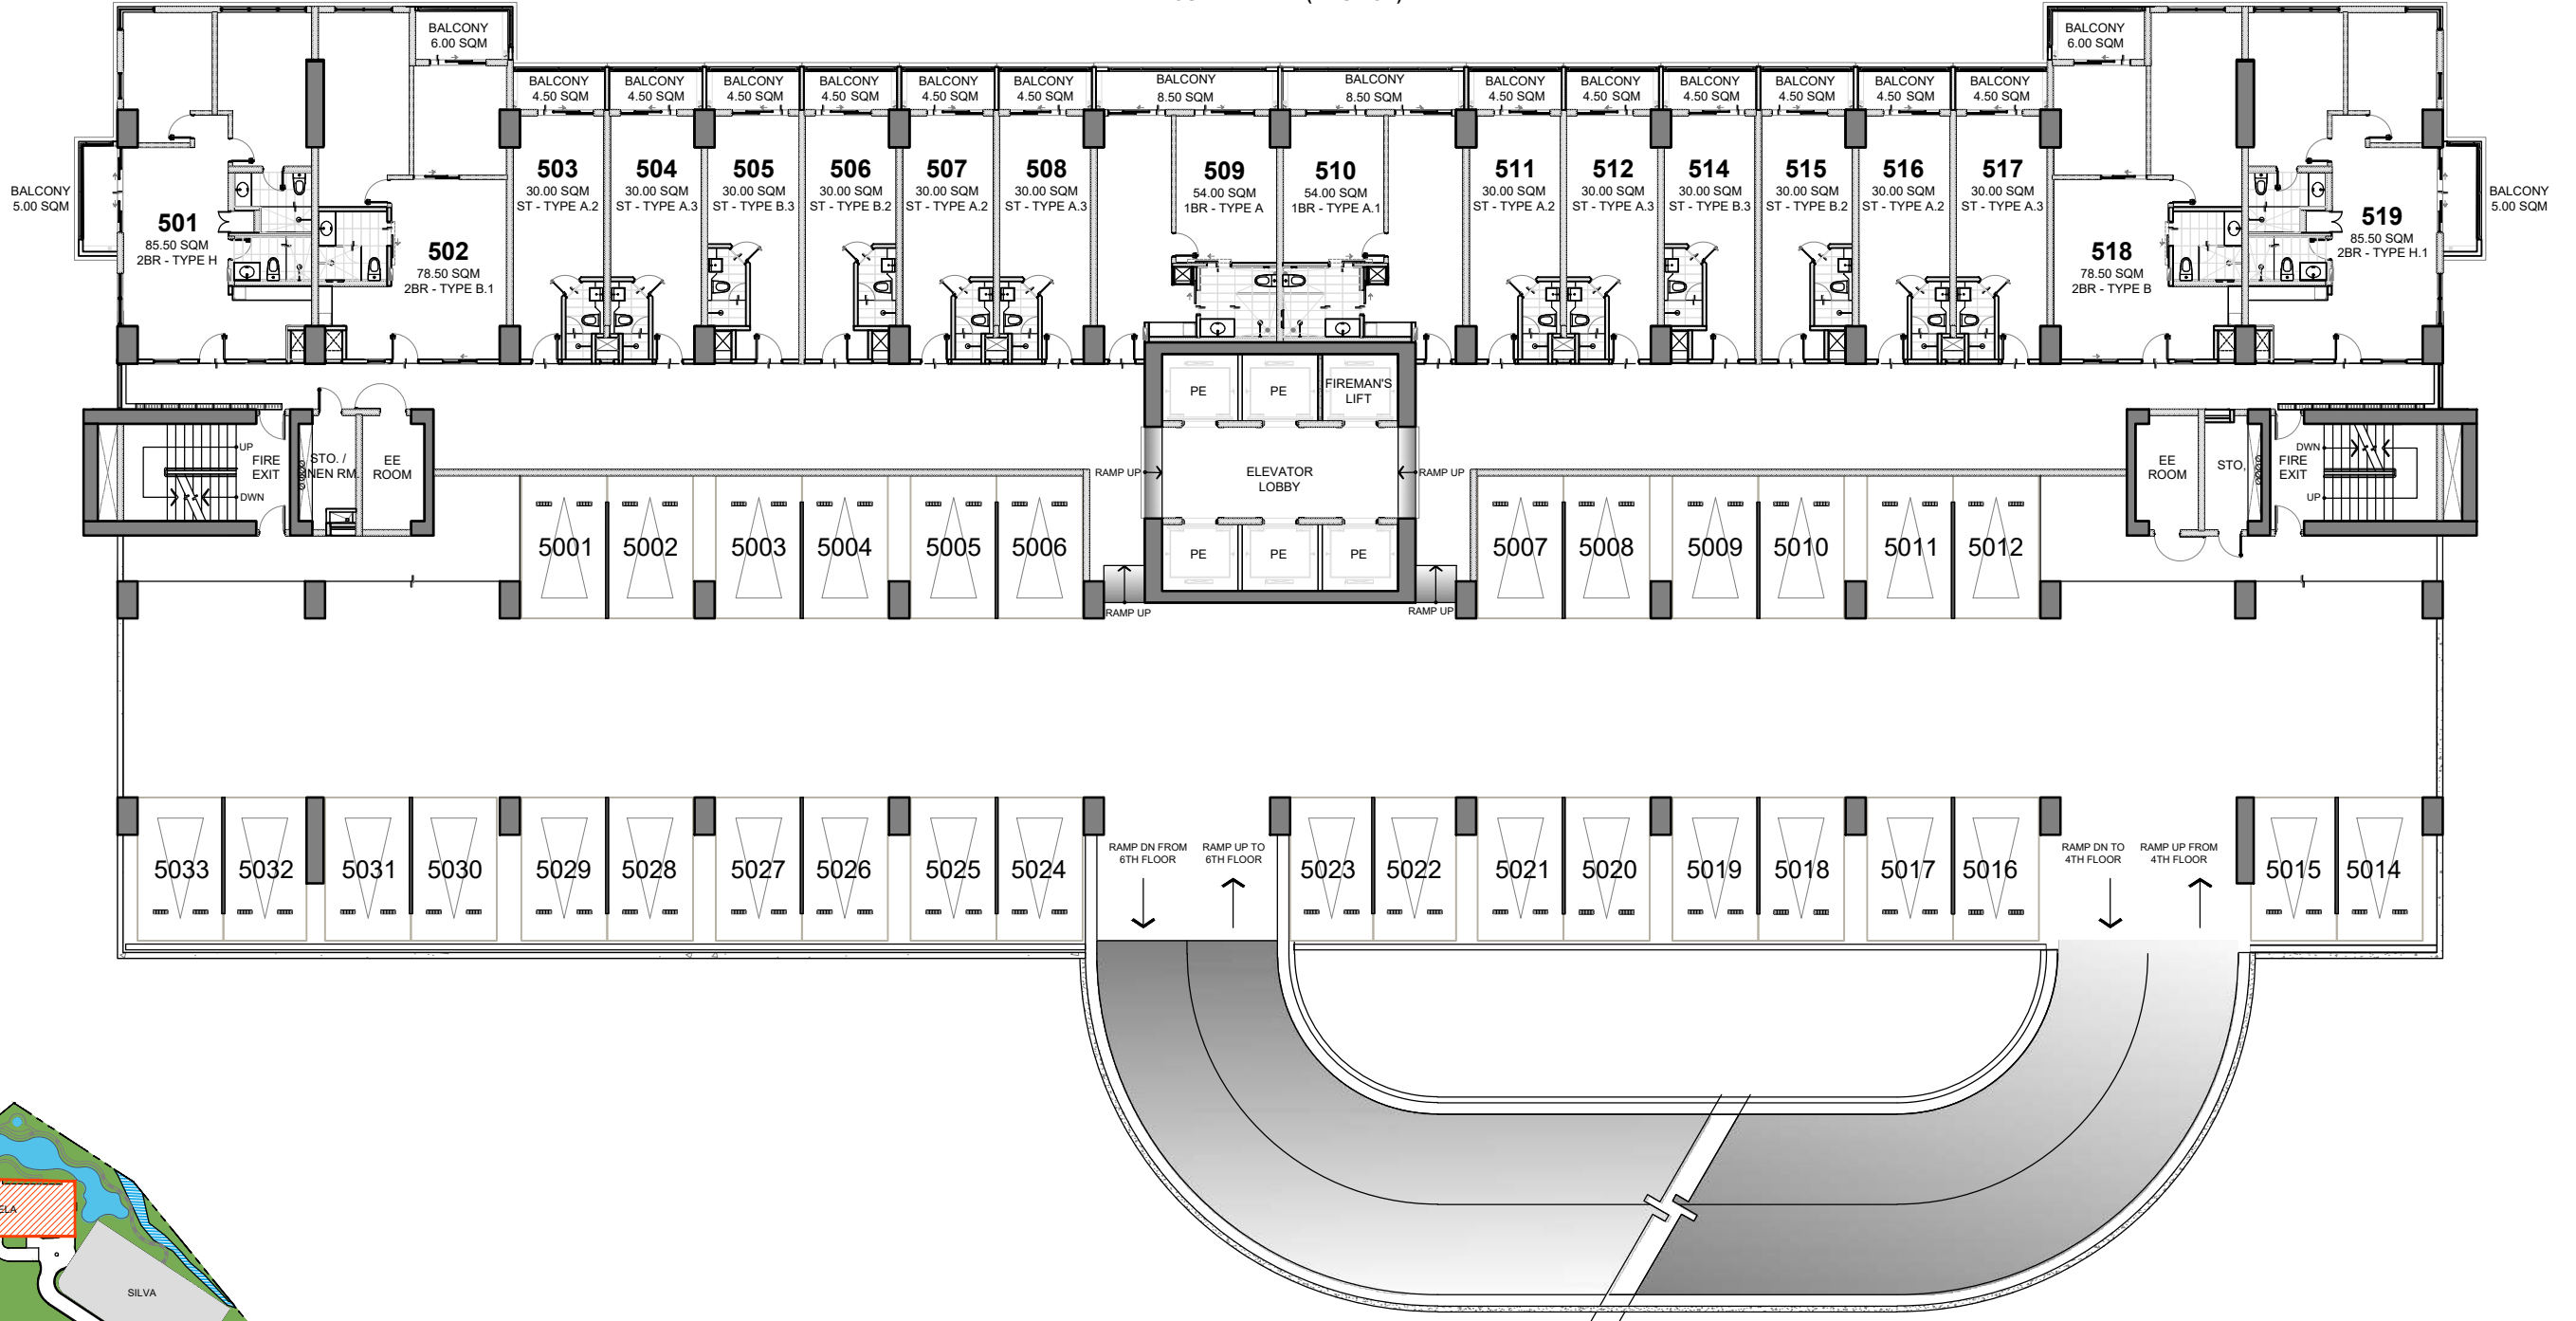 BALCONY
6.00 SQM
BALCONY
4.50 SQM
BALCONY
4.50 SQM
BALCONY
4.50 SQM
BALCONY
4.50 SQM
BALCONY
4.50 SQM
BALCONY
4.50 SQM
BALCONY
8.50 SQM
BALCONY
8.50 SQM
BALCONY
4.50 SQM
BALCONY
4.50 SQM
BALCONY
4.50 SQM
BALCONY
4.50 SQM
BALCONY
4.50 SQM
BALCONY
4.50 SQM
BALCONY
6.00 SQM
BALCONY
5.00 SQM
501
85.50 SQM
2BR - TYPE H
502
78.50 SQM
2BR - TYPE B.1
503
30.00 SQM
ST - TYPE A.2
504
30.00 SQM
ST - TYPE A.3
505
30.00 SQM
ST - TYPE B.3
506
30.00 SQM
ST - TYPE B.2
507
30.00 SQM
ST - TYPE A.2
508
30.00 SQM
ST - TYPE A.3
509
54.00 SQM
1BR - TYPE A
510
54.00 SQM
1BR - TYPE A.1
511
30.00 SQM
ST - TYPE A.2
512
30.00 SQM
ST - TYPE A.3
514
30.00 SQM
ST - TYPE B.3
515
30.00 SQM
ST - TYPE B.2
516
30.00 SQM
ST - TYPE A.2
517
30.00 SQM
ST - TYPE A.3
518
78.50 SQM
2BR - TYPE B
519
85.50 SQM
2BR - TYPE H.1
BALCONY
5.00 SQM
PE
PE
FIREMAN'S
LIFT
UP
DWN
FIRE
EXIT
STO. /
NEN RM.
EE
ROOM
RAMP UP
ELEVATOR
LOBBY
RAMP UP
EE
ROOM
STO,
FIRE
EXIT
DWN
UP
5001
5002
5003
5004
5005
5006
PE
PE
PE
5007
5008
5009
5010
5011
5012
RAMP UP
RAMP UP
5033
5032
5031
5030
5029
5028
5027
5026
5025
5024
RAMP DN FROM
6TH FLOOR
RAMP UP TO
6TH FLOOR
5023
5022
5021
5020
5019
5018
5017
5016
RAMP DN TO
4TH FLOOR
RAMP UP FROM
4TH FLOOR
5015
5014
ELA
SILVA